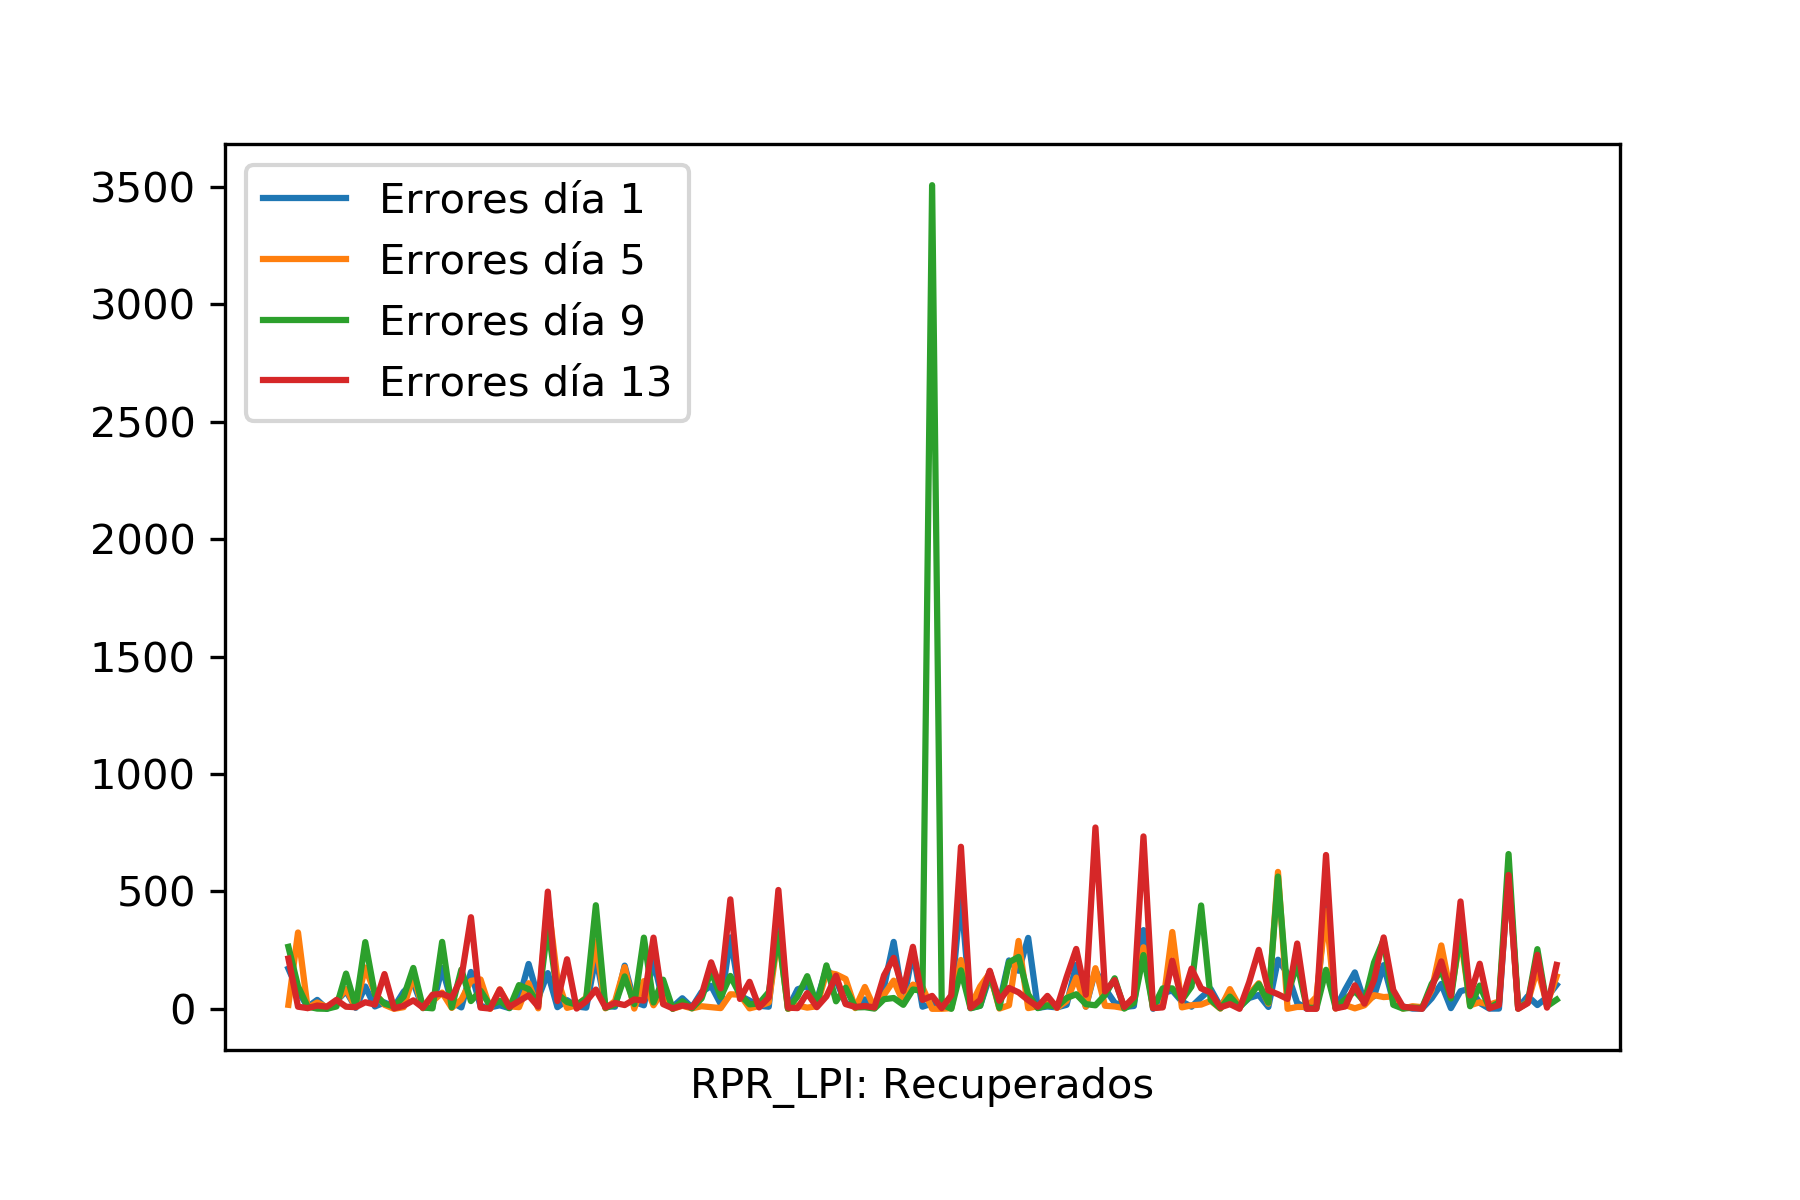 3500
3000
2500
2000
1500
1000
500
0
Errores día 1
Errores día 5
Errores día 9
Errores día 13
RPR_LPI: Recuperados